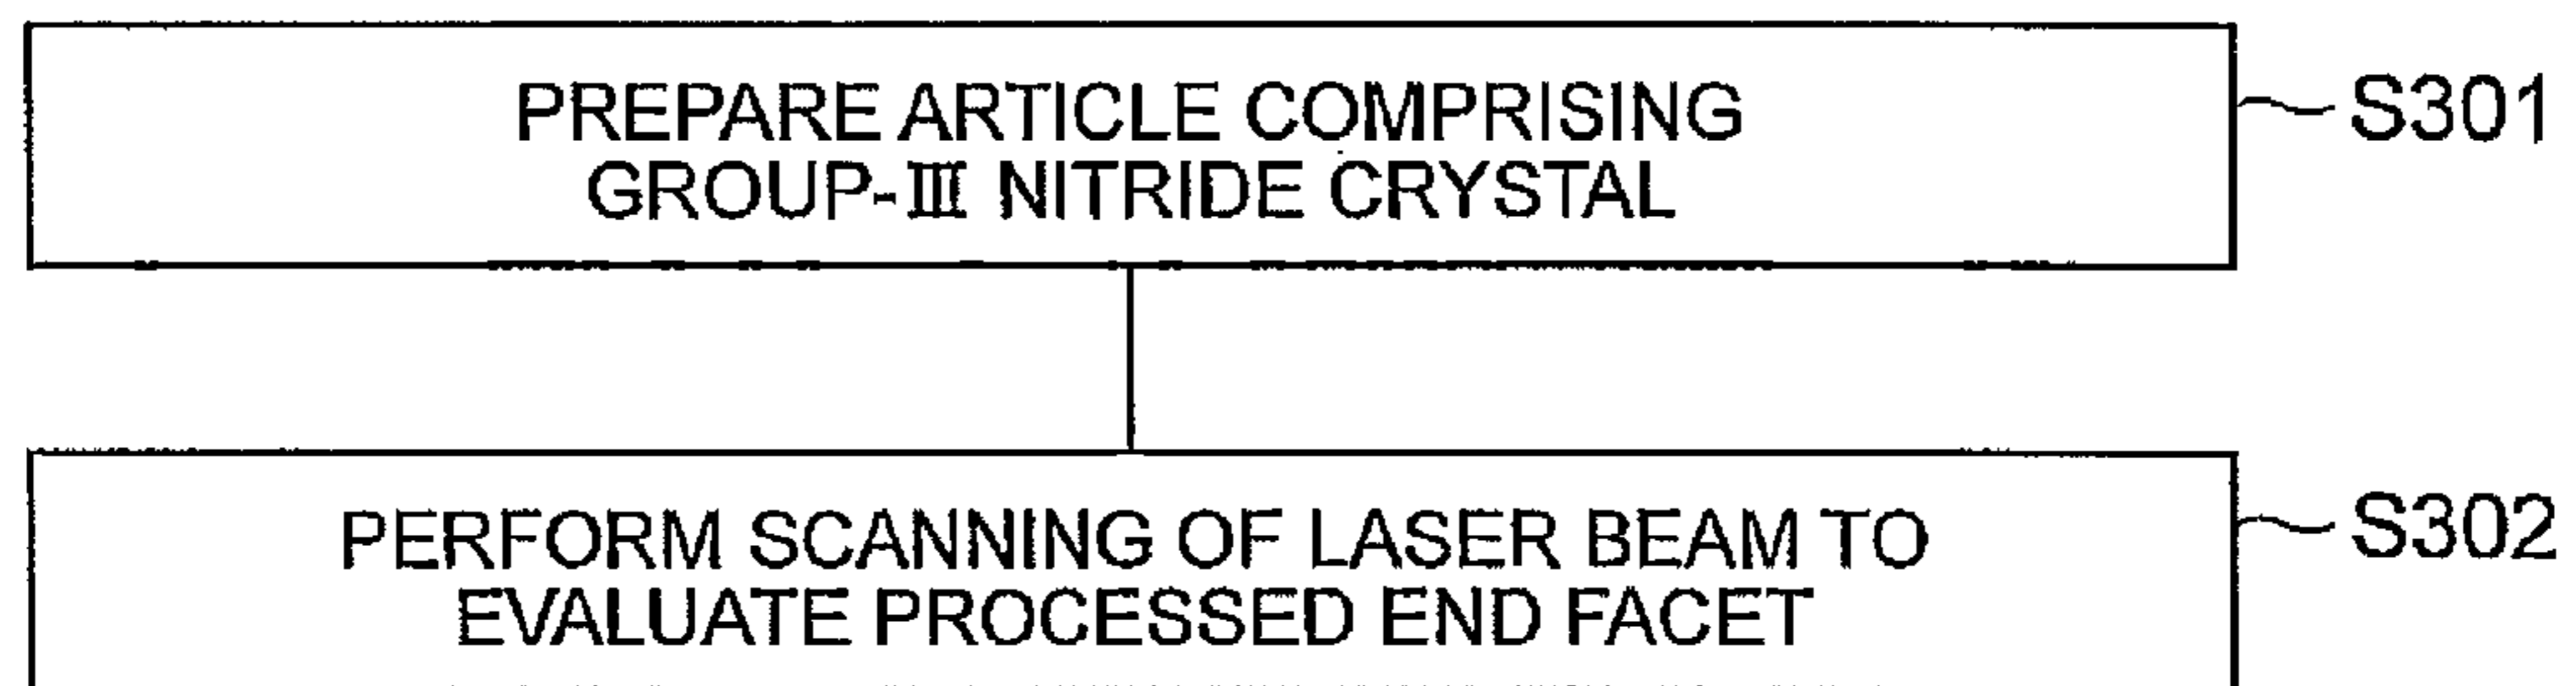 PREPARE ARTICLE COMPRISING
GROUP-III NITRIDE CRYSTAL
S301
PERFORM SCANNING OF LASER BEAM TO
EVALUATE PROCESSED END FACET
S302